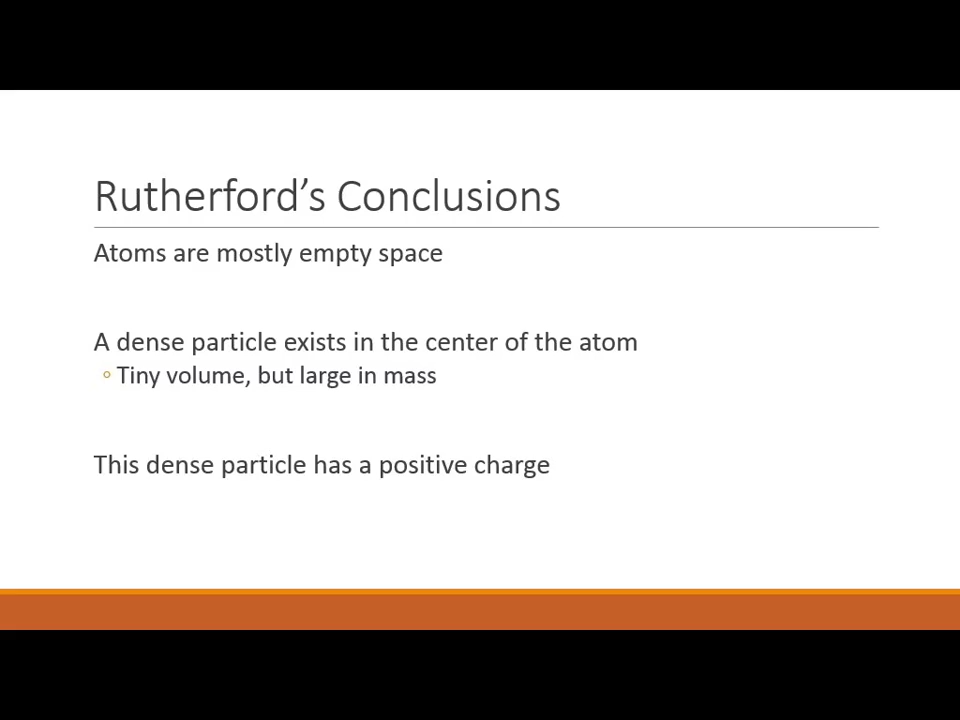 Rutherford’s Conclusions
Atoms are mostly empty space
A dense particle exists in the center of the atom
◦ Tiny volume, but large in mass
This dense particle has a positive charge